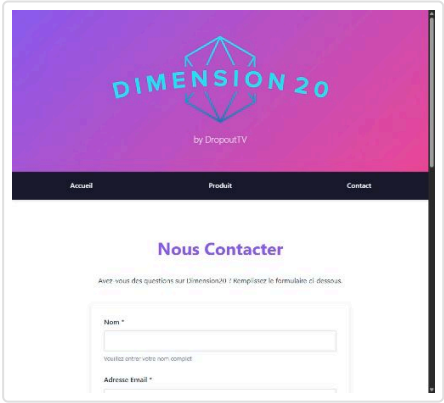 DIMENSION 20
by DropoutTV
Accueil Produit Contact
Nous Contacter
Avez-vous des questions sur Dimension20 ? Remplissez le formulaire ci-dessous.
Nom *
Veuillez entrer votre nom complet
Adresse Email *